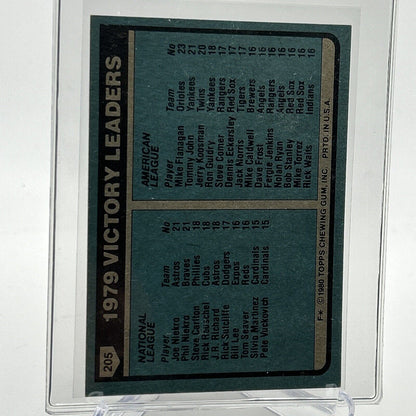 205
1979 VICTORY LEADERS
NATIONAL LEAGUE
Player Team No
Joe Niekro Astros 21
Phil Niekro Braves 21
Steve Carlton Phillies 18
Rick Reuschel Cubs 18
J.R. Richard Astros 18
Rick Sutcliffe Dodgers 17
Bill Lee Expos 16
Tom Seaver Reds 16
Silvio Martinez Cardinals 15
Pete Vuckovich Cardinals 15
AMERICAN LEAGUE
Player Team No
Mike Flanagan Orioles 23
Tommy John Yankees 21
Jerry Koosman Twins 20
Ron Guidry Yankees 18
Steve Comer Rangers 17
Dennis Eckersley Red Sox 17
Jack Morris Tigers 17
Mike Caldwell Brewers 16
Dave Frost Angels 16
Fergie Jenkins Rangers 16
Nolan Ryan Angels 16
Bob Stanley Red Sox 16
Mike Torrez Red Sox 16
Rick Waits Indians 16
F* © 1980 TOPPS CHEWING GUM, INC. PRTD. IN U.S.A.